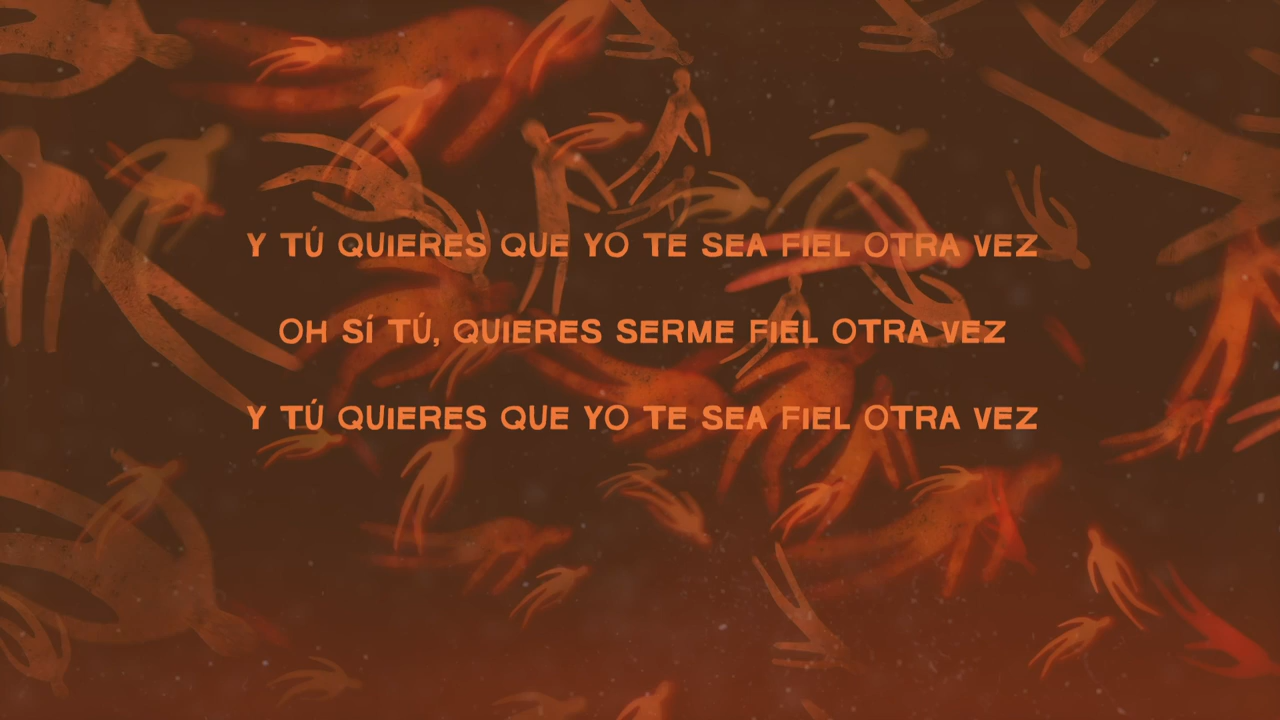 Y TÚ QUIERES QUE YO TE SEA FIEL OTRA VEZ
OH SÍ TÚ, QUIERES SERME FIEL OTRA VEZ
Y TÚ QUIERES QUE YO TE SEA FIEL OTRA VEZ